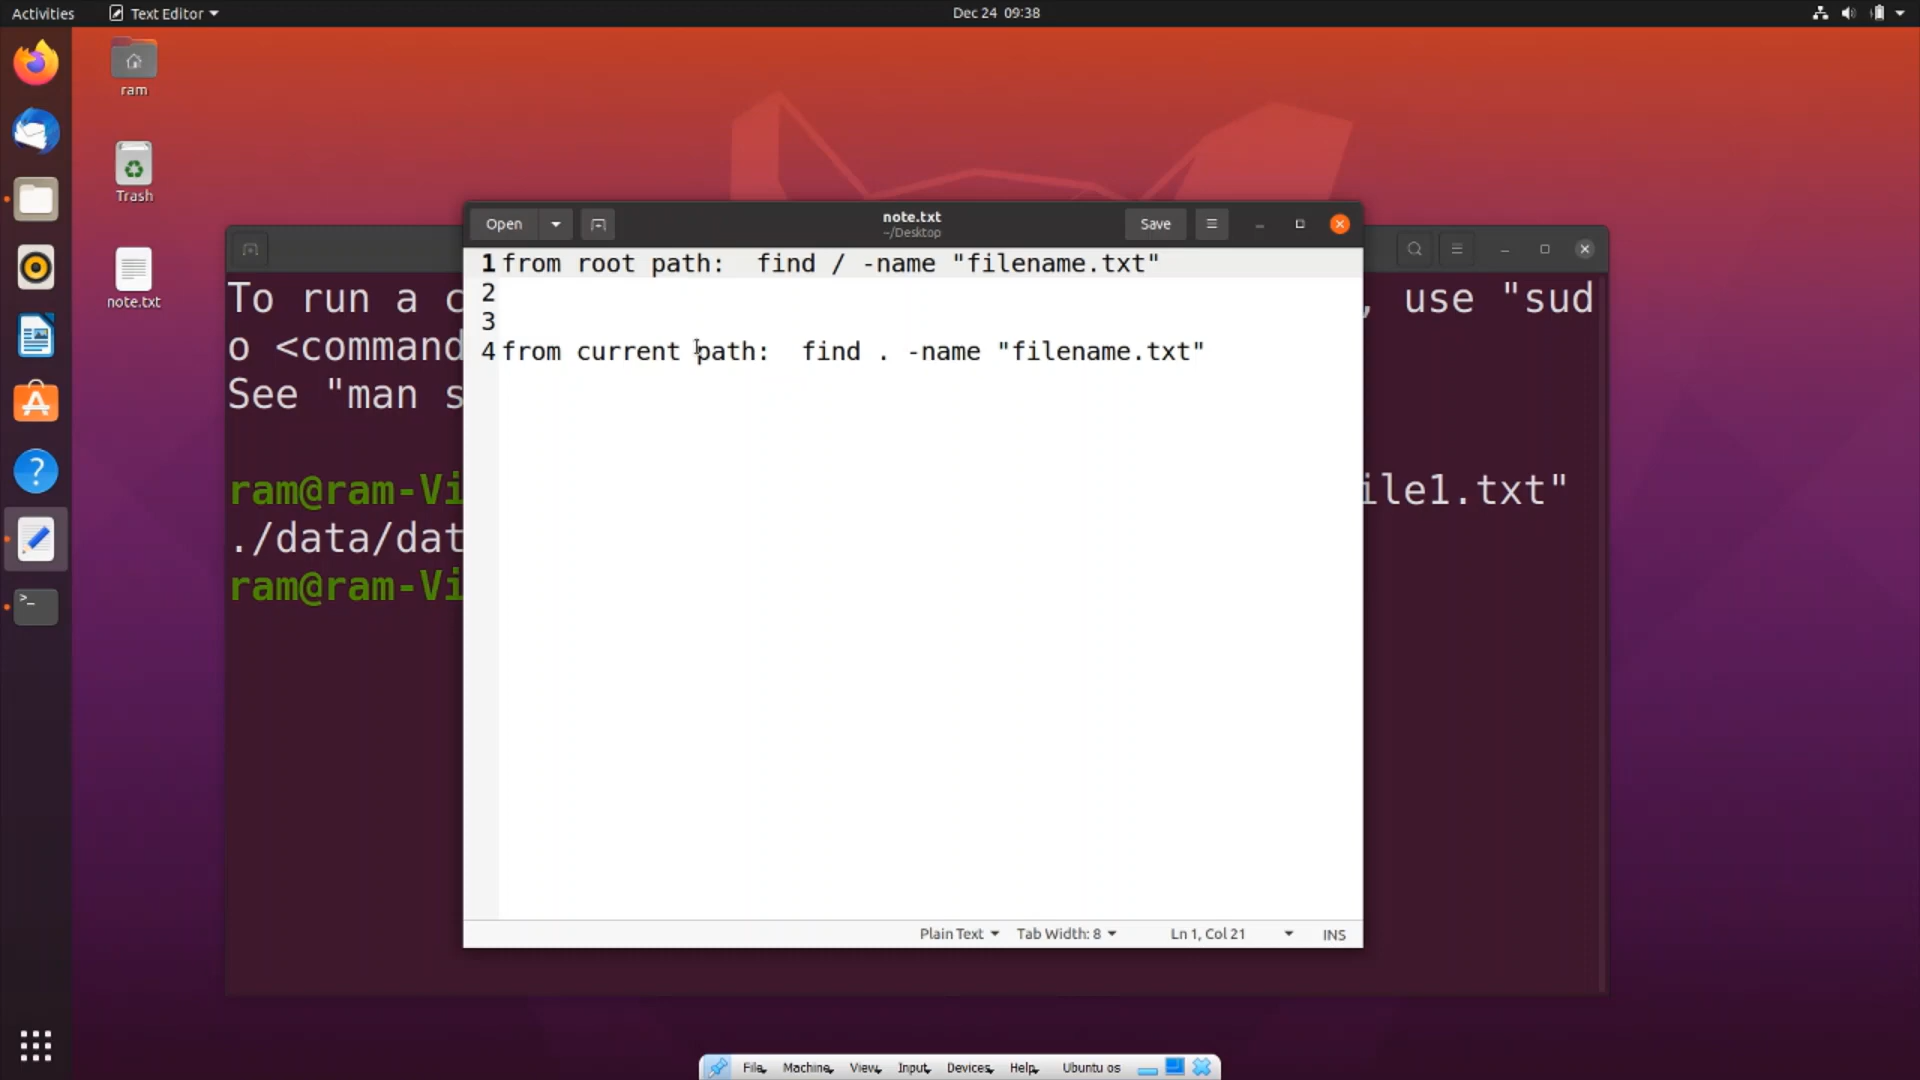 Activities Text Editor Dec 24 09:38
ram
Trash
note.txt
Open note.txt Save
~/Desktop
1 from root path:  find / -name "filename.txt"
2
3
4 from current path:  find . -name "filename.txt"
To run a c , use "sud
o <command
See "man s
ram@ram-Vi ile1.txt"
./data/dat
ram@ram-Vi
Plain Text Tab Width: 8 Ln 1, Col 21 INS
File Machine View Input Devices Help Ubuntu os